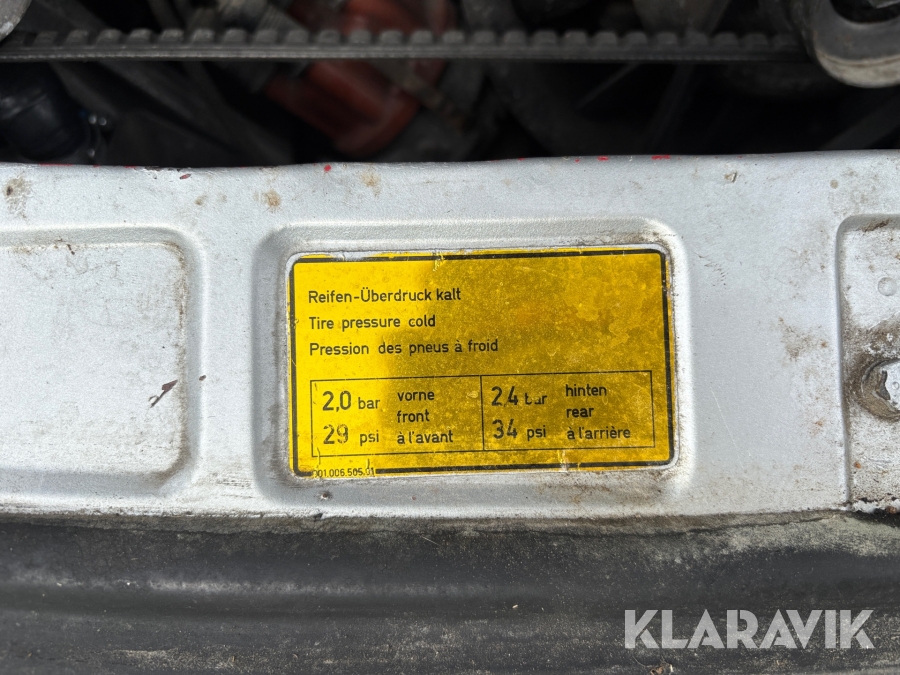 Reifen-Überdruck kalt
Tire pressure cold
Pression des pneus à froid
2,0 bar vorne
front
29 psi à l'avant
2,4 bar hinten
rear
34 psi à l'arrière
901.006.505.01
KLARAVIK